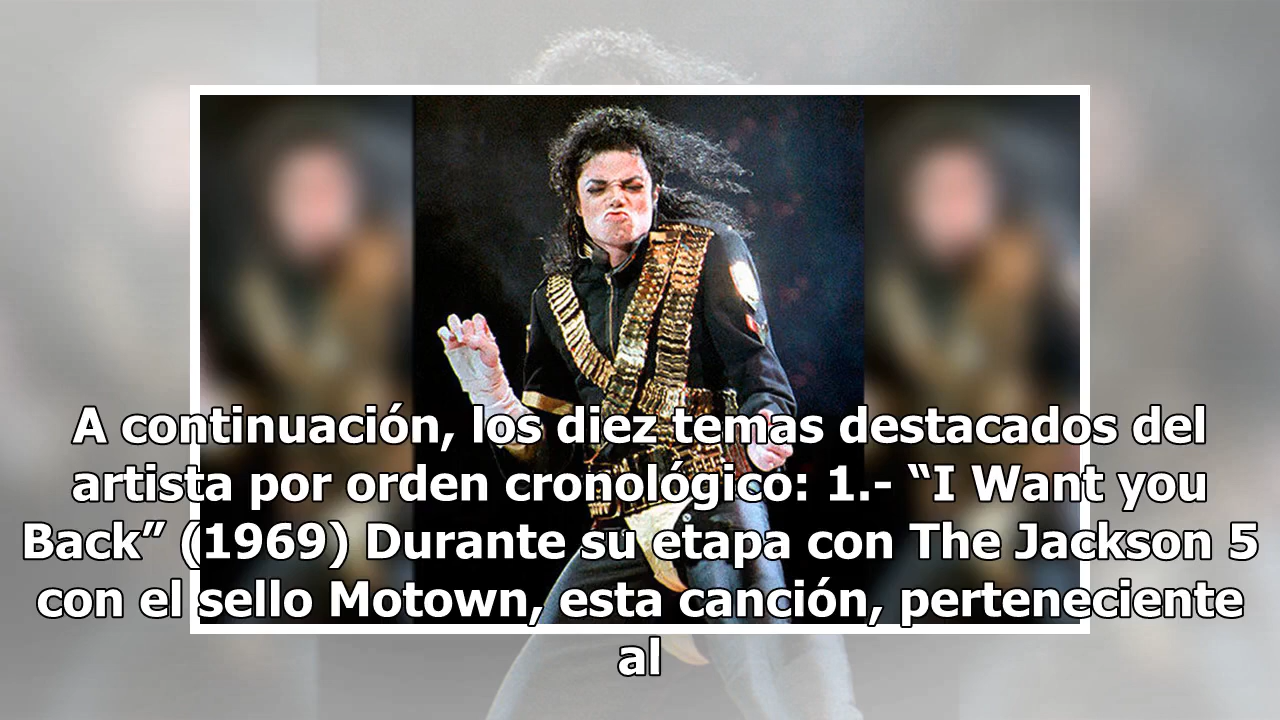 A continuación, los diez temas destacados del
artista por orden cronológico: 1.- “I Want you
Back” (1969) Durante su etapa con The Jackson 5
con el sello Motown, esta canción, perteneciente
al